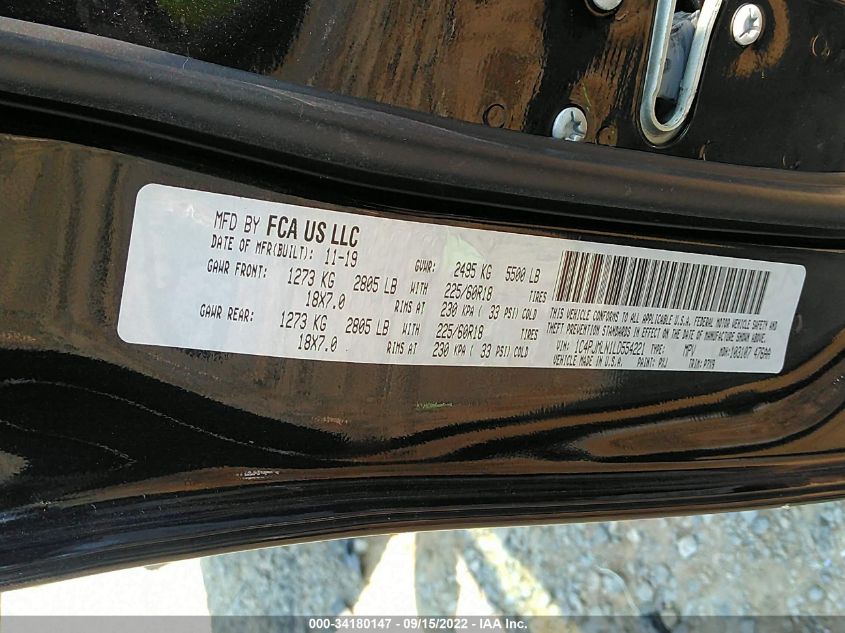 MFD BY FCA US LLC
DATE OF MFR(BUILT): 11-19 GVWR: 2495 KG 5500 LB
GAWR FRONT: 1273 KG 2805 LB WITH 225/60R18 TIRES
18X7.0 RIMS AT 230 KPA ( 33 PSI) COLD
GAWR REAR: 1273 KG 2805 LB WITH 225/60R18 TIRES
18X7.0 RIMS AT 230 KPA ( 33 PSI) COLD
THIS VEHICLE CONFORMS TO ALL APPLICABLE U.S.A. FEDERAL MOTOR VEHICLE SAFETY AND
THEFT PREVENTION STANDARDS IN EFFECT ON THE DATE OF MANUFACTURE SHOWN ABOVE.
VIN: 1C4PJMLN1LD554221 TYPE: MPV MDH:
VEHICLE MADE IN U.S.A. PAINT: PXJ TRIM:
000-34180147 - 09/15/2022 - IAA Inc.